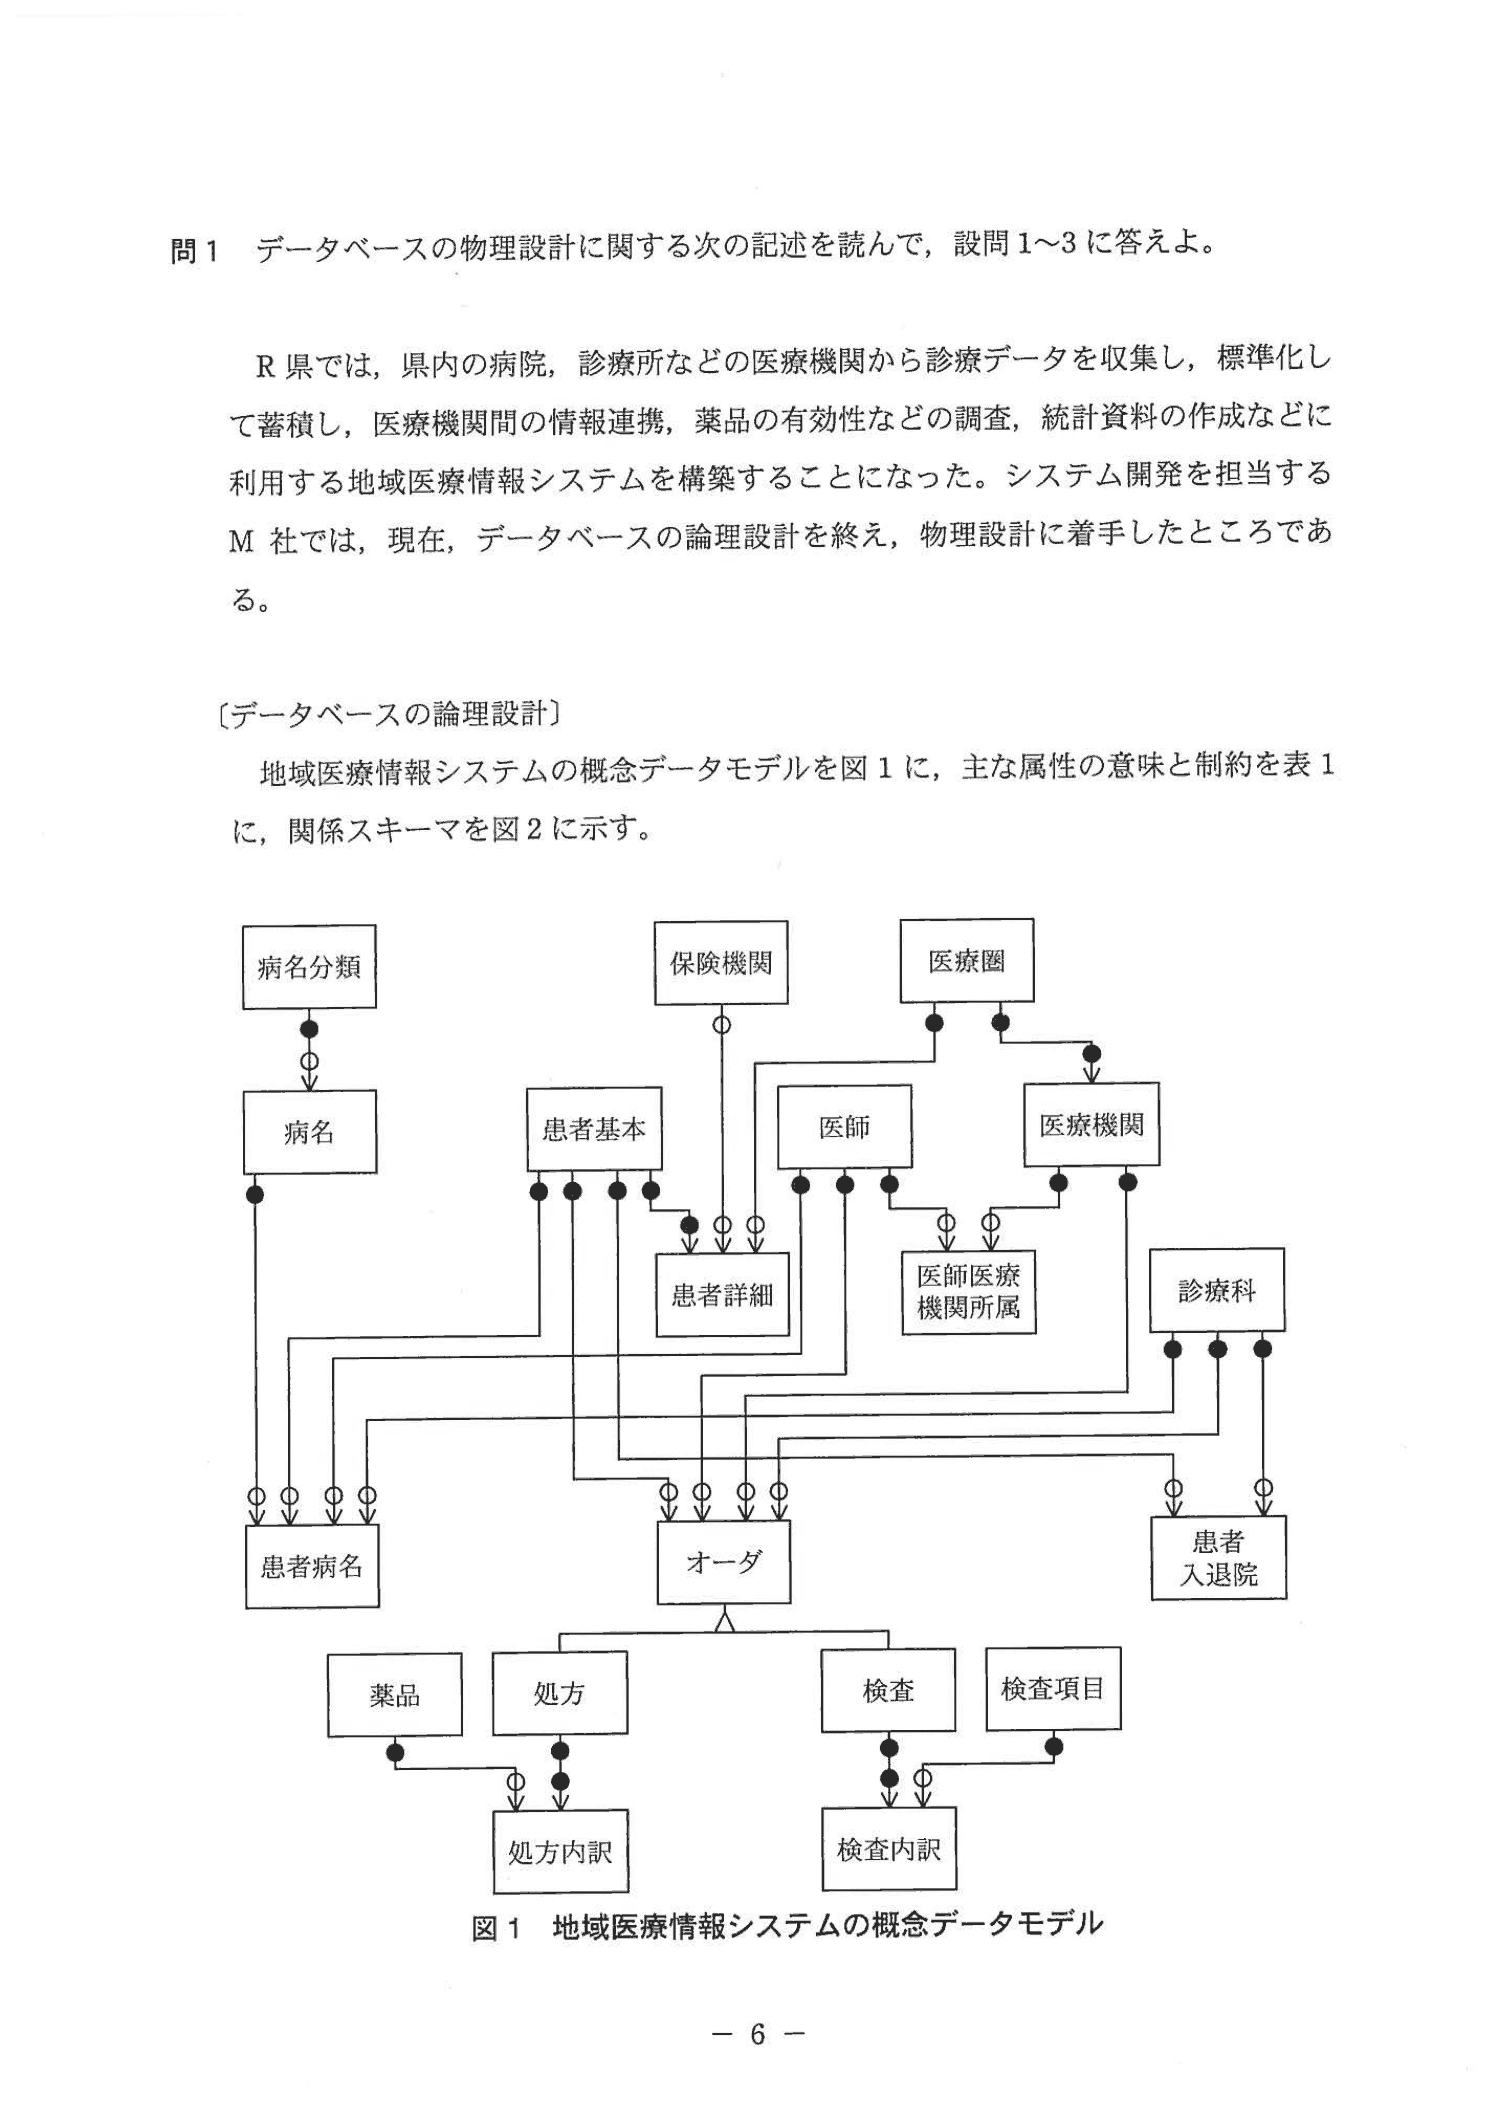 問1　データベースの物理設計に関する次の記述を読んで，設問1～3に答えよ。
R県では，県内の病院，診療所などの医療機関から診療データを収集し，標準化し
て蓄積し，医療機関間の情報連携，薬品の有効性などの調査，統計資料の作成などに
利用する地域医療情報システムを構築することになった。システム開発を担当する
M 社では，現在，データベースの論理設計を終え，物理設計に着手したところであ
る。
〔データベースの論理設計〕
地域医療情報システムの概念データモデルを図1に，主な属性の意味と制約を表1
に，関係スキーマを図2に示す。
病名分類
保険機関
医療圏
病名
患者基本
医師
医療機関
患者詳細
医師医療
機関所属
診療科
患者病名
オーダ
患者
入退院
薬品
処方
検査
検査項目
処方内訳
検査内訳
図1　地域医療情報システムの概念データモデル
－ 6 －